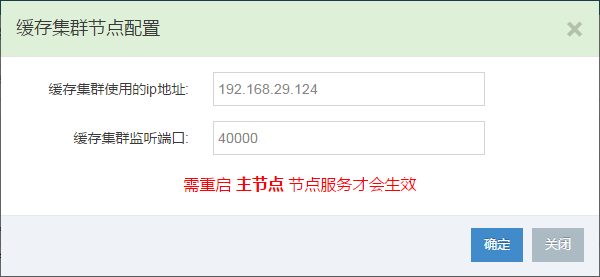 缓存集群节点配置
缓存集群使用的ip地址: 192.168.29.124
缓存集群监听端口: 40000
需重启 主节点 节点服务才会生效
确定 关闭